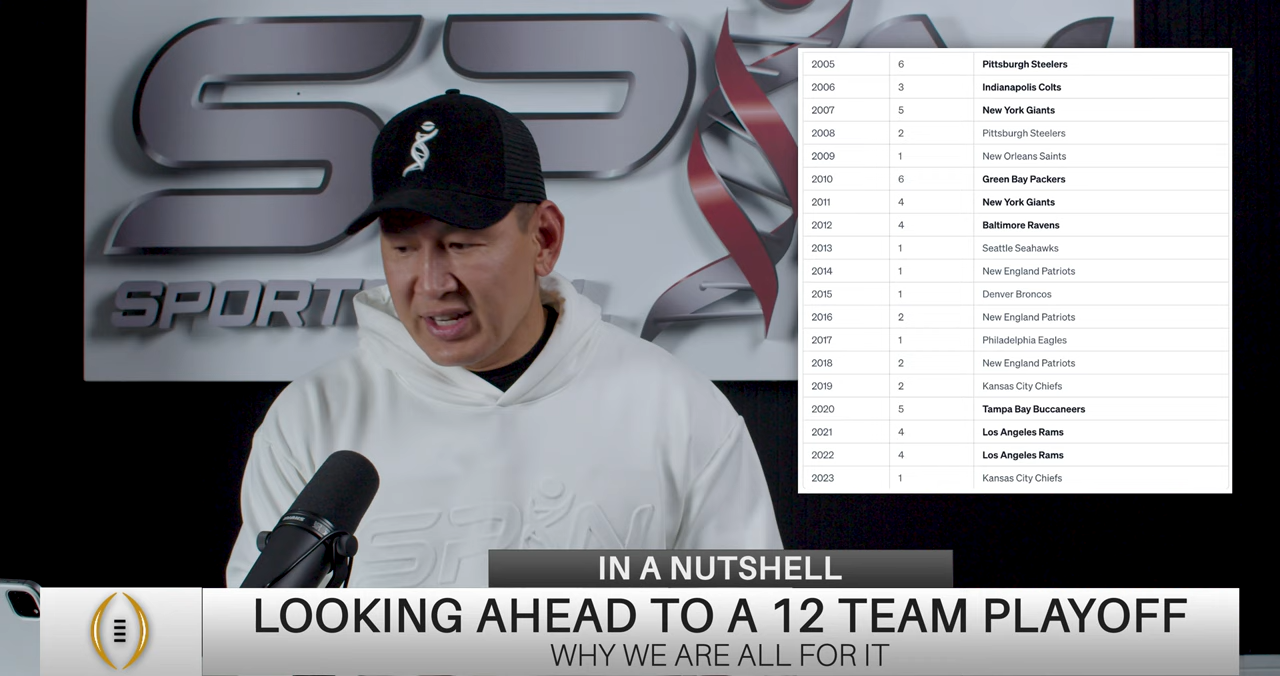 SPIN
SPORT
2005 6 Pittsburgh Steelers
2006 3 Indianapolis Colts
2007 5 New York Giants
2008 2 Pittsburgh Steelers
2009 1 New Orleans Saints
2010 6 Green Bay Packers
2011 4 New York Giants
2012 4 Baltimore Ravens
2013 1 Seattle Seahawks
2014 1 New England Patriots
2015 1 Denver Broncos
2016 2 New England Patriots
2017 1 Philadelphia Eagles
2018 2 New England Patriots
2019 2 Kansas City Chiefs
2020 5 Tampa Bay Buccaneers
2021 4 Los Angeles Rams
2022 4 Los Angeles Rams
2023 1 Kansas City Chiefs
SPIN
IN A NUTSHELL
LOOKING AHEAD TO A 12 TEAM PLAYOFF
WHY WE ARE ALL FOR IT